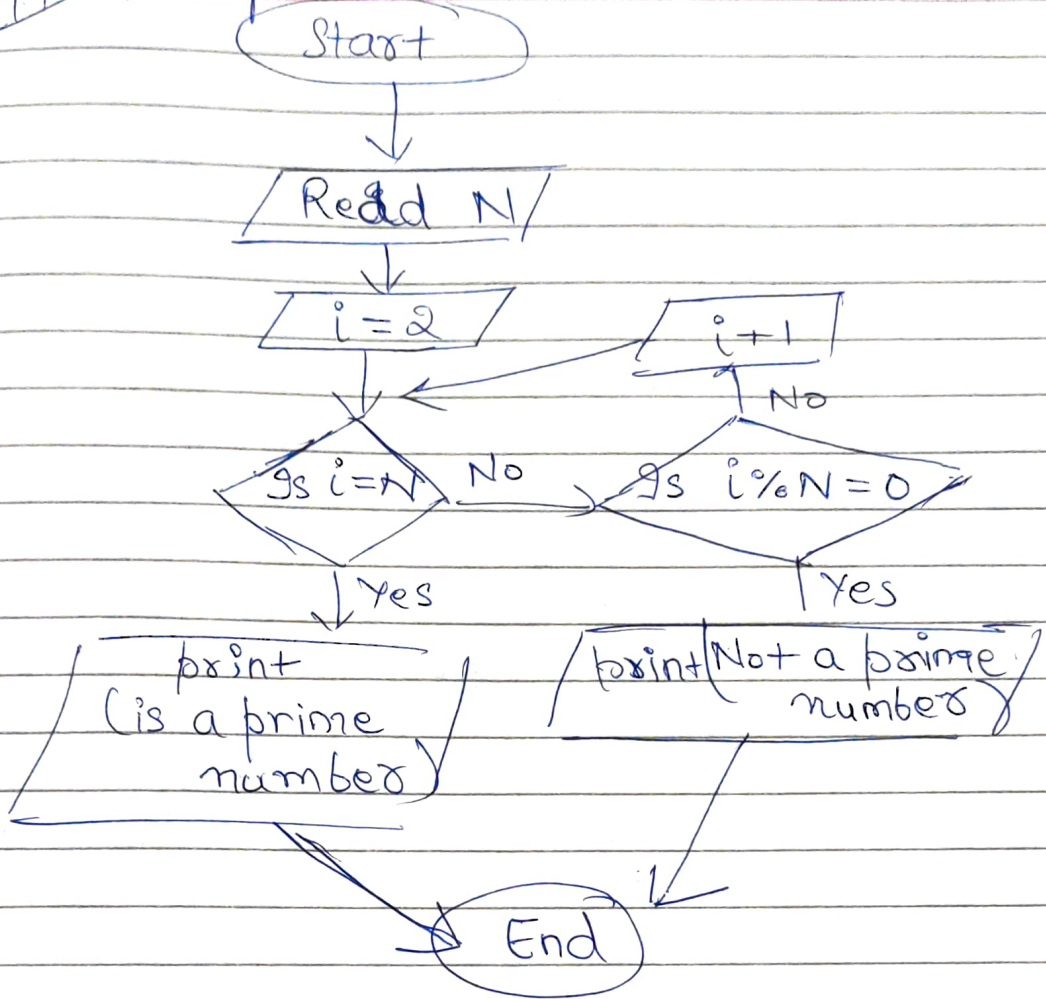 Start
Read N
i = 2
i + 1
No
Is i = N
No
Is i % N = 0
Yes
Yes
print
(is a prime
number)
print(Not a prime
number)
End